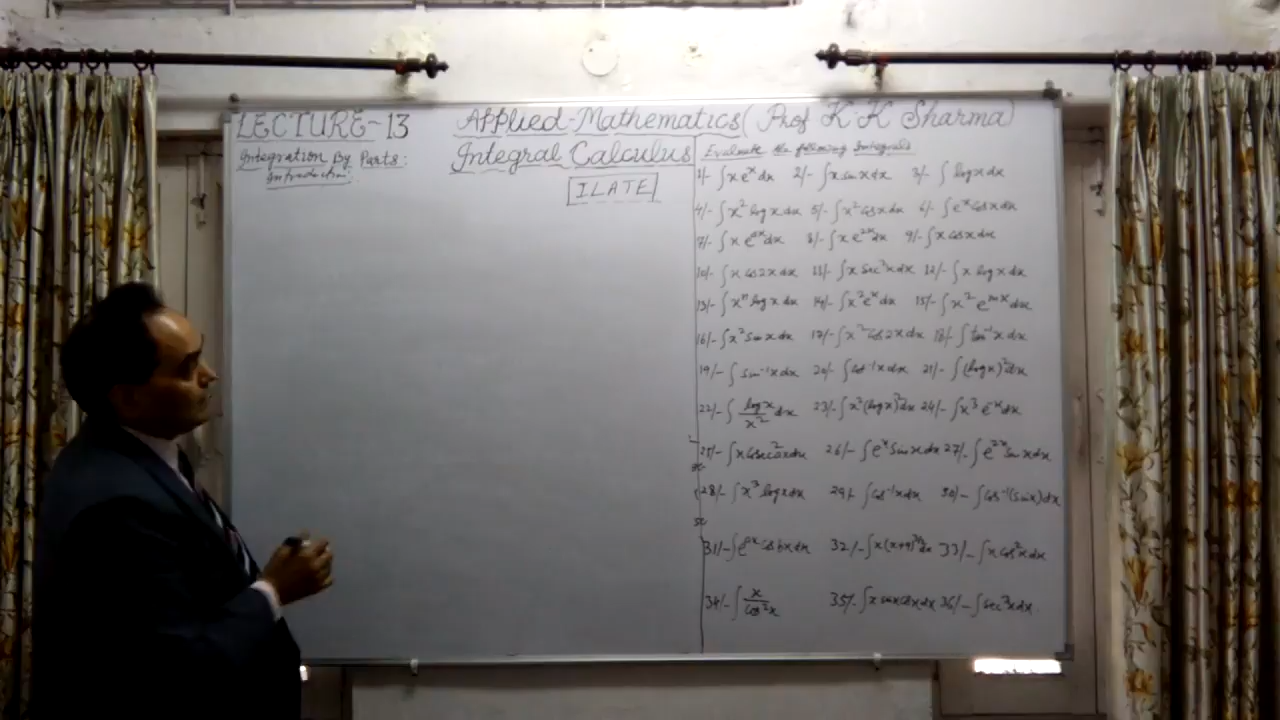 LECTURE-13
Applied-Mathematics (Prof K.K Sharma)
Integration By Parts:
Introduction:
Integral Calculus
ILATE
Evaluate the following Integrals
1/- ∫x e^x dx 2/- ∫x sin x dx 3/- ∫ log x dx
4/- ∫x² log x dx 5/- ∫x² cos x dx 6/- ∫e^x cos x dx
7/- ∫x e^ax dx 8/- ∫x e^2x dx 9/- ∫x cos x dx
10/- ∫x cos 2x dx 11/- ∫x sec² x dx 12/- ∫x log x dx
13/- ∫x^n log x dx 14/- ∫x² e^x dx 15/- ∫x² e^mx dx
16/- ∫x² sin x dx 17/- ∫x² cos 2x dx 18/- ∫tan⁻¹ x dx
19/- ∫ sin⁻¹ x dx 20/- ∫cot⁻¹ x dx 21/- ∫(log x)² dx
22/- ∫ log x / x² dx 23/- ∫x²(log x)² dx 24/- ∫x³ e^-x dx
25/- ∫x cosec² ax dx 26/- ∫e^x sin x dx 27/- ∫e^2x sin x dx
28/- ∫x³ log x dx 29/- ∫cos⁻¹ x dx 30/- ∫cos⁻¹(sin x) dx
31/- ∫e^ax cos bx dx 32/- ∫x(x+9) dx 33/- ∫x cos² x dx
34/- ∫ x / cos² x 35/- ∫x sin x cos x dx 36/- ∫sec³ x dx